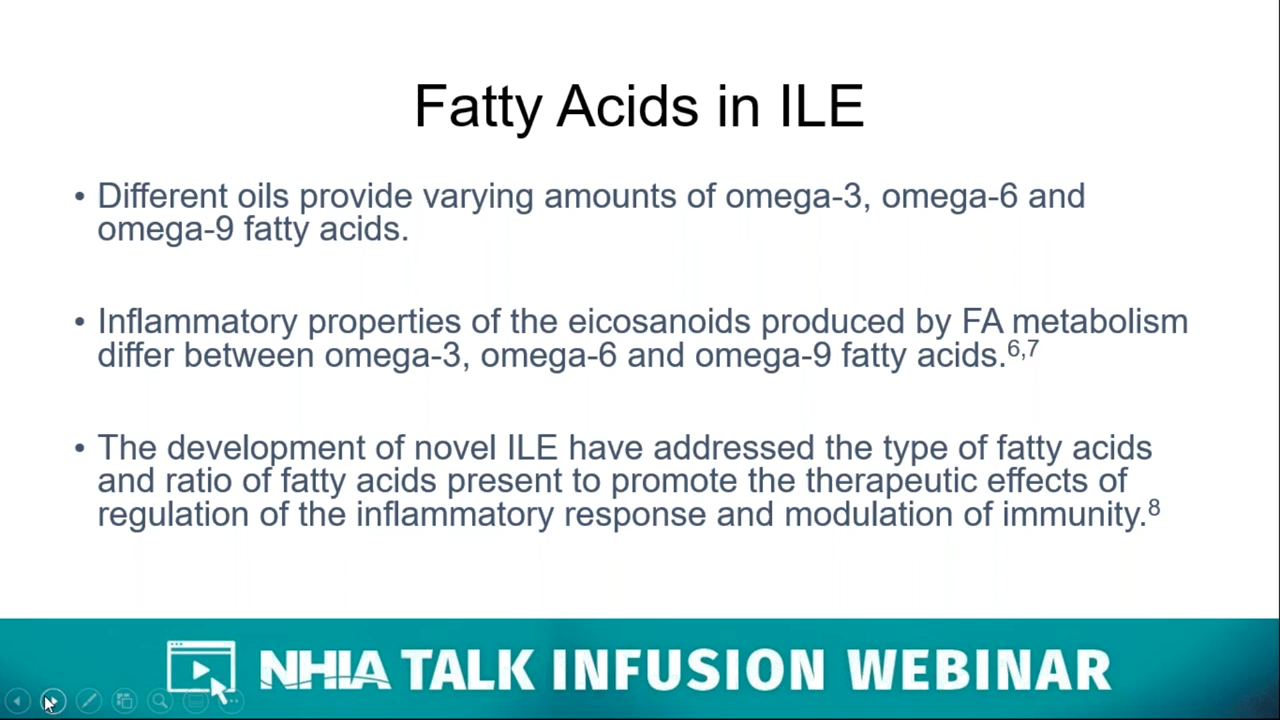 Fatty Acids in ILE
• Different oils provide varying amounts of omega-3, omega-6 and
omega-9 fatty acids.
• Inflammatory properties of the eicosanoids produced by FA metabolism
differ between omega-3, omega-6 and omega-9 fatty acids.6,7
• The development of novel ILE have addressed the type of fatty acids
and ratio of fatty acids present to promote the therapeutic effects of
regulation of the inflammatory response and modulation of immunity.8
NHIA TALK INFUSION WEBINAR